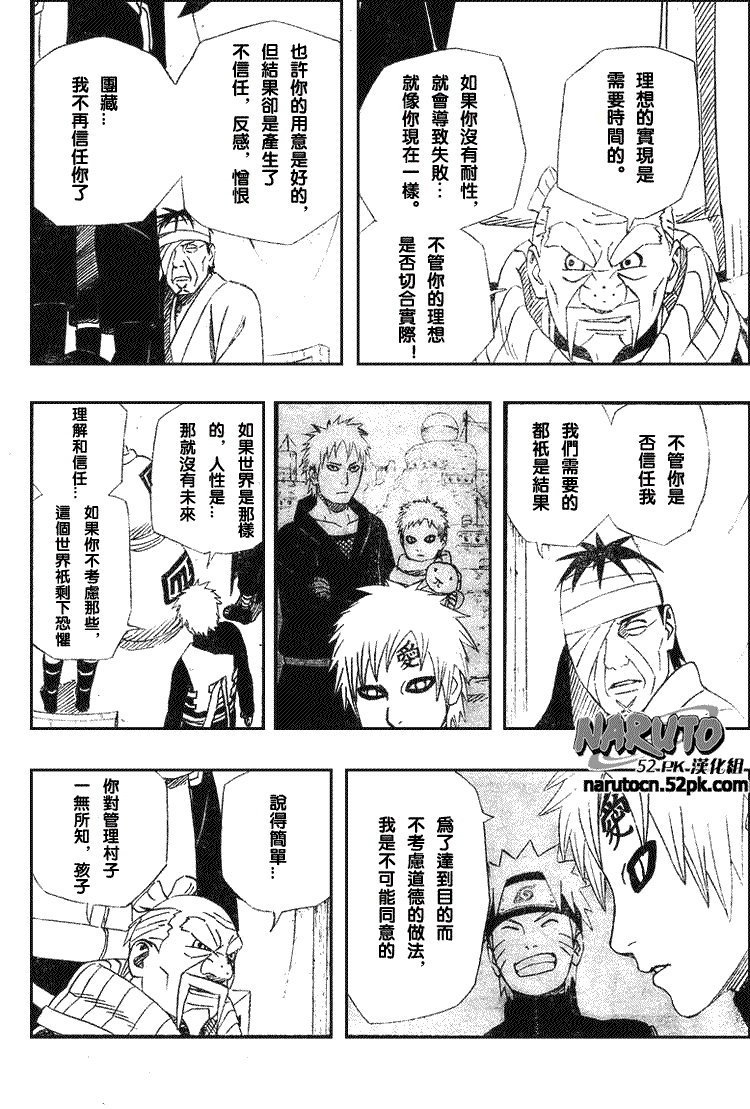 理想的實現是
需要時間的。
如果你沒有耐性，
就會導致失敗…
就像你現在一樣。
不管你的理想
是否切合實際！
也許你的用意是好的，
但結果卻是產生了
不信任，反感，憎恨
團藏…
我不再信任你了
不管你是
否信任我
我們需要的
都祇是結果
愛
如果世界是那樣
的，人性是…
那就沒有未來
理解和信任…
如果你不考慮那些，
這個世界祇剩下恐懼
NARUTO
52PK漢化組
narutocn.52pk.com
愛
爲了達到目的而
不考慮道德的做法，
我是不可能同意的
說得簡單…
你對管理村子
一無所知，孩子